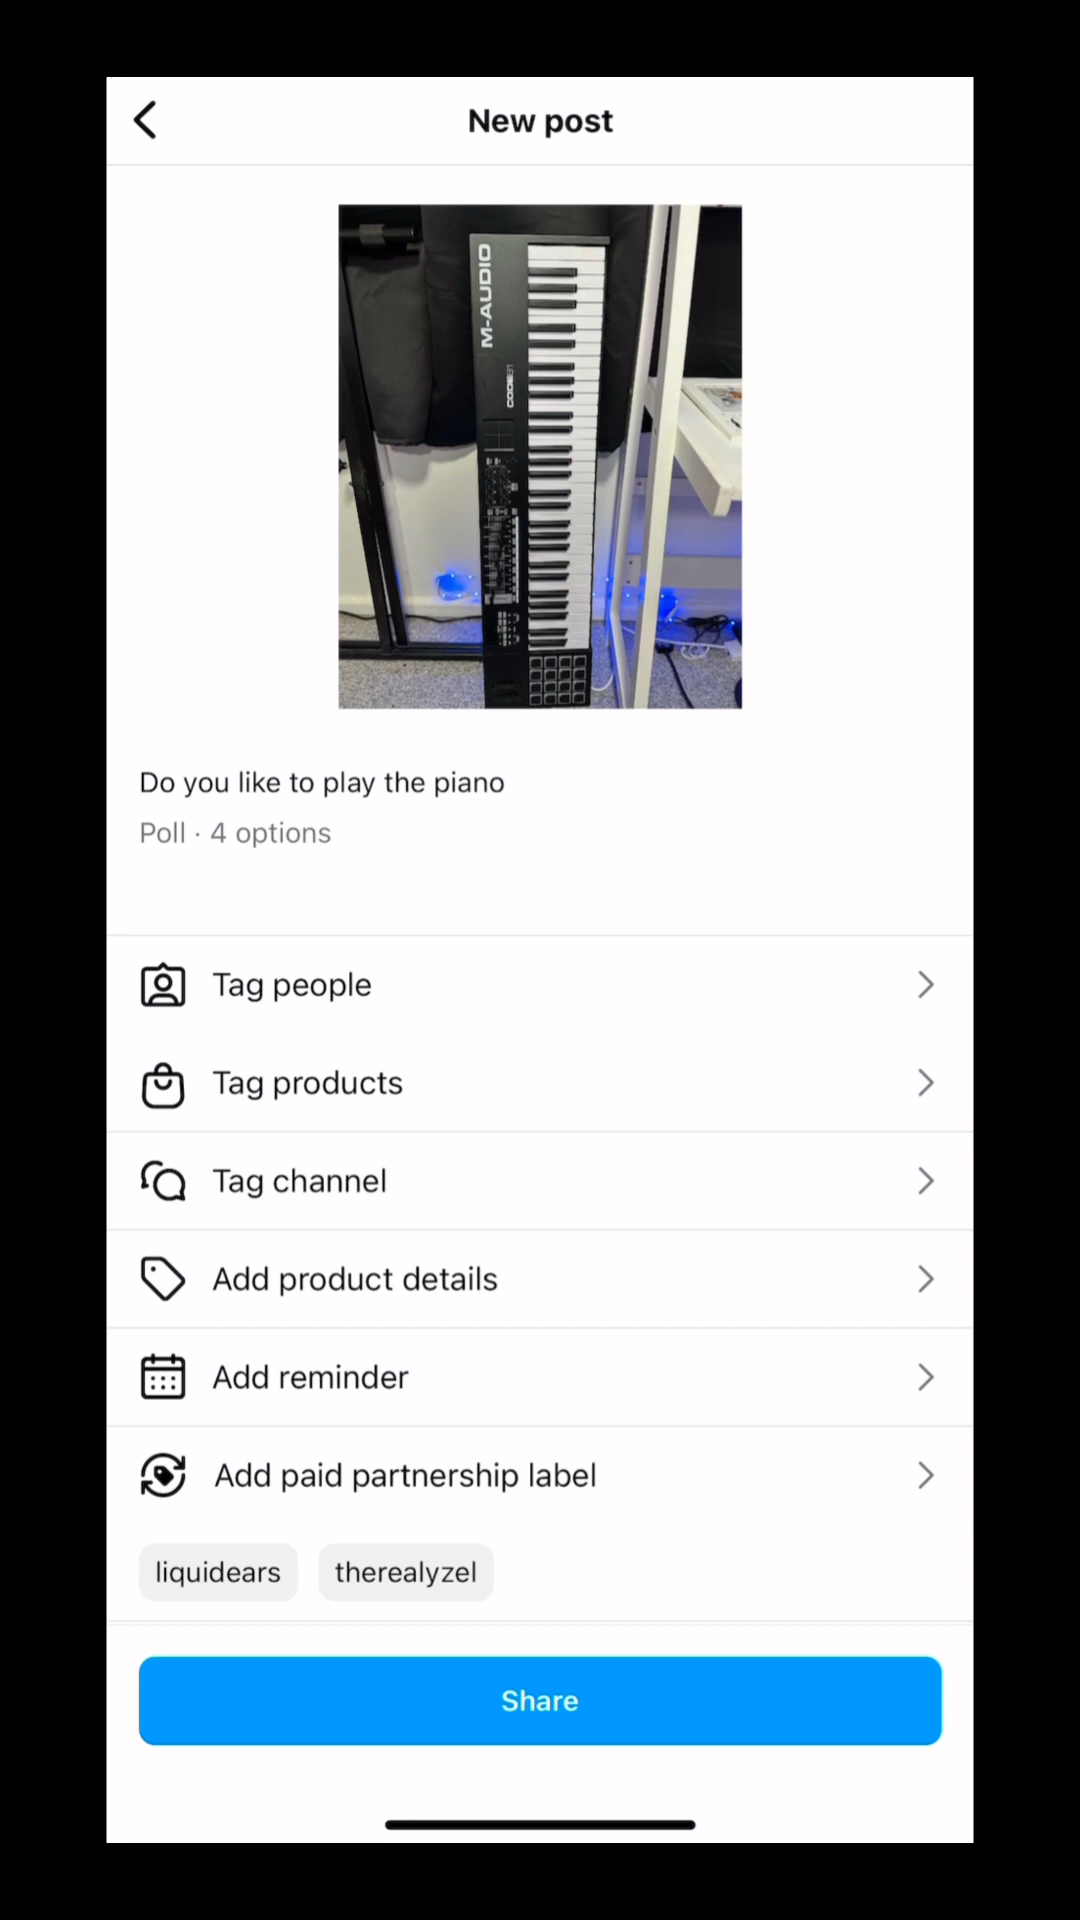 New post
M-AUDIO
Do you like to play the piano
Poll · 4 options
Tag people
Tag products
Tag channel
Add product details
Add reminder
Add paid partnership label
liquidears
therealyzel
Share